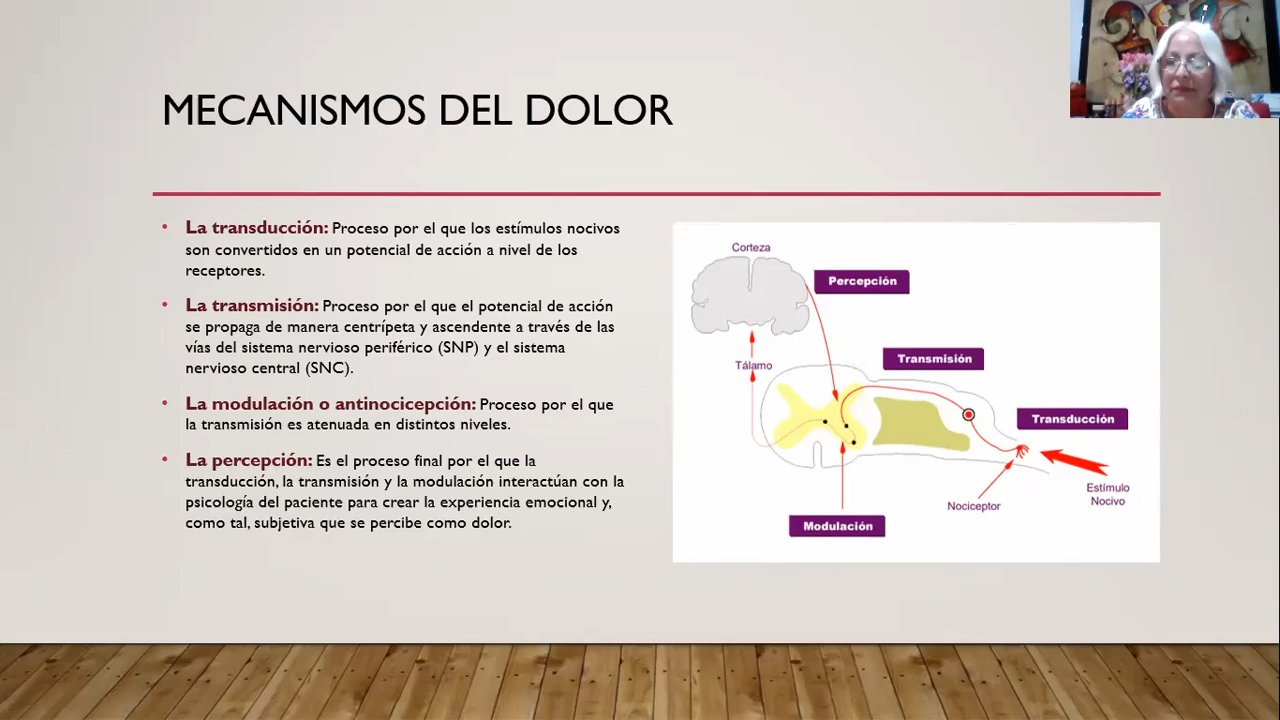 MECANISMOS DEL DOLOR
• La transducción: Proceso por el que los estímulos nocivos
son convertidos en un potencial de acción a nivel de los
receptores.
• La transmisión: Proceso por el que el potencial de acción
se propaga de manera centrípeta y ascendente a través de las
vías del sistema nervioso periférico (SNP) y el sistema
nervioso central (SNC).
• La modulación o antinocicepción: Proceso por el que
la transmisión es atenuada en distintos niveles.
• La percepción: Es el proceso final por el que la
transducción, la transmisión y la modulación interactúan con la
psicología del paciente para crear la experiencia emocional y,
como tal, subjetiva que se percibe como dolor.
Corteza
Percepción
Transmisión
Tálamo
Transducción
Estímulo
Nocivo
Nociceptor
Modulación